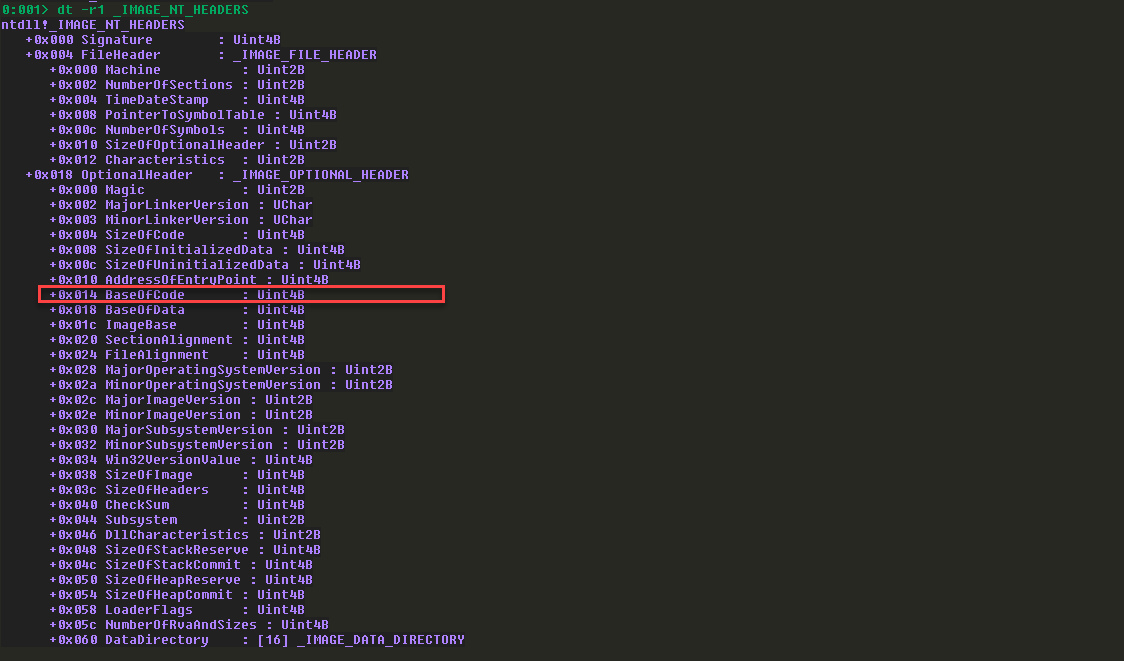 0:001> dt -r1 _IMAGE_NT_HEADERS
ntdll!_IMAGE_NT_HEADERS
   +0x000 Signature        : Uint4B
   +0x004 FileHeader       : _IMAGE_FILE_HEADER
      +0x000 Machine          : Uint2B
      +0x002 NumberOfSections : Uint2B
      +0x004 TimeDateStamp    : Uint4B
      +0x008 PointerToSymbolTable : Uint4B
      +0x00c NumberOfSymbols  : Uint4B
      +0x010 SizeOfOptionalHeader : Uint2B
      +0x012 Characteristics  : Uint2B
   +0x018 OptionalHeader   : _IMAGE_OPTIONAL_HEADER
      +0x000 Magic            : Uint2B
      +0x002 MajorLinkerVersion : UChar
      +0x003 MinorLinkerVersion : UChar
      +0x004 SizeOfCode       : Uint4B
      +0x008 SizeOfInitializedData : Uint4B
      +0x00c SizeOfUninitializedData : Uint4B
      +0x010 AddressOfEntryPoint : Uint4B
      +0x014 BaseOfCode       : Uint4B
      +0x018 BaseOfData       : Uint4B
      +0x01c ImageBase        : Uint4B
      +0x020 SectionAlignment : Uint4B
      +0x024 FileAlignment    : Uint4B
      +0x028 MajorOperatingSystemVersion : Uint2B
      +0x02a MinorOperatingSystemVersion : Uint2B
      +0x02c MajorImageVersion : Uint2B
      +0x02e MinorImageVersion : Uint2B
      +0x030 MajorSubsystemVersion : Uint2B
      +0x032 MinorSubsystemVersion : Uint2B
      +0x034 Win32VersionValue : Uint4B
      +0x038 SizeOfImage      : Uint4B
      +0x03c SizeOfHeaders    : Uint4B
      +0x040 CheckSum         : Uint4B
      +0x044 Subsystem        : Uint2B
      +0x046 DllCharacteristics : Uint2B
      +0x048 SizeOfStackReserve : Uint4B
      +0x04c SizeOfStackCommit : Uint4B
      +0x050 SizeOfHeapReserve : Uint4B
      +0x054 SizeOfHeapCommit : Uint4B
      +0x058 LoaderFlags      : Uint4B
      +0x05c NumberOfRvaAndSizes : Uint4B
      +0x060 DataDirectory    : [16] _IMAGE_DATA_DIRECTORY